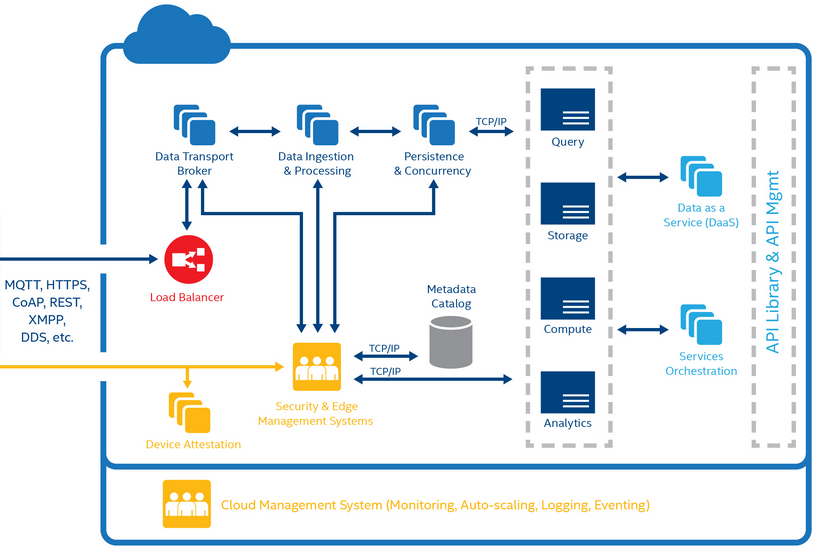 Data Transport
Broker
Data Ingestion
& Processing
Persistence
& Concurrency
TCP/IP
Query
Storage
Compute
Analytics
Data as a
Service (DaaS)
Services
Orchestration
API Library & API Mgmt
MQTT, HTTPS,
CoAP, REST,
XMPP,
DDS, etc.
Load Balancer
Metadata
Catalog
TCP/IP
TCP/IP
Security & Edge
Management Systems
Device Attestation
Cloud Management System (Monitoring, Auto-scaling, Logging, Eventing)